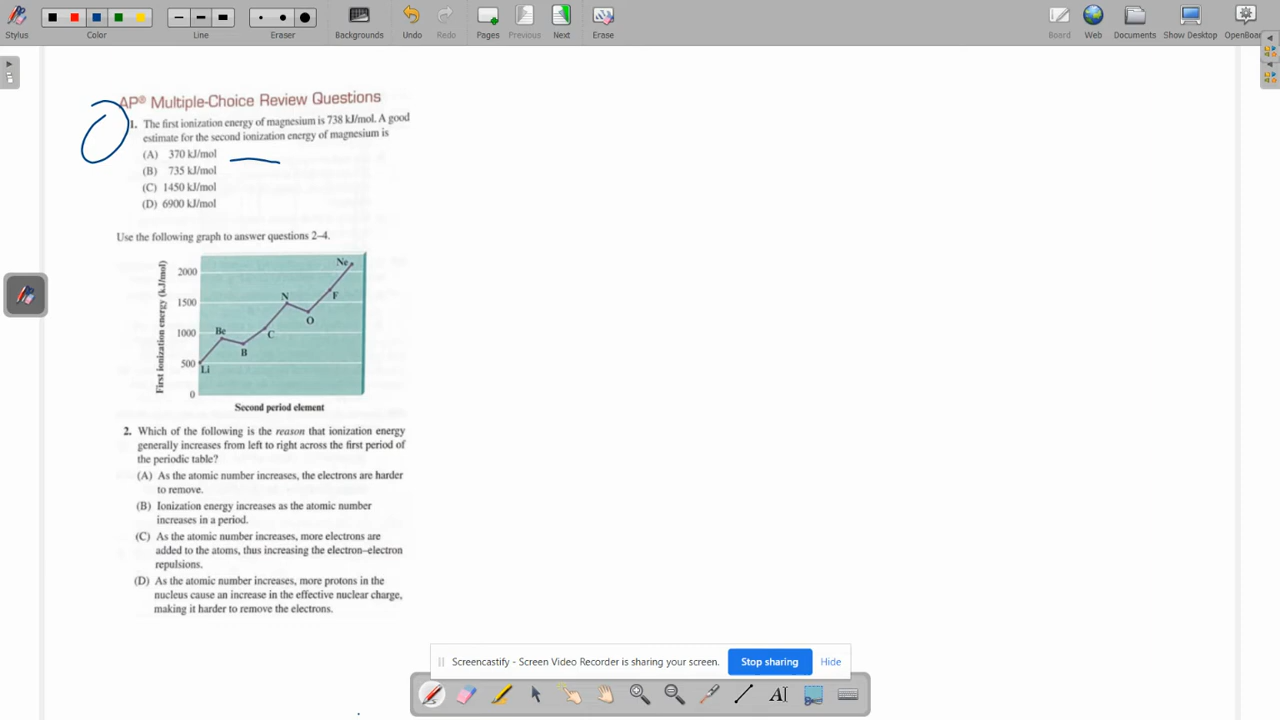 Stylus
Color
Line
Eraser
Backgrounds
Undo
Redo
Pages
Previous
Next
Erase
Board
Web
Documents
Show Desktop
OpenBoa
AP® Multiple-Choice Review Questions
1. The first ionization energy of magnesium is 738 kJ/mol. A good
estimate for the second ionization energy of magnesium is
(A) 370 kJ/mol
(B) 735 kJ/mol
(C) 1450 kJ/mol
(D) 6900 kJ/mol
Use the following graph to answer questions 2–4.
First ionization energy (kJ/mol)
2000
1500
1000
500
0
Li
Be
B
C
N
O
F
Ne
Second period element
2. Which of the following is the reason that ionization energy
generally increases from left to right across the first period of
the periodic table?
(A) As the atomic number increases, the electrons are harder
to remove.
(B) Ionization energy increases as the atomic number
increases in a period.
(C) As the atomic number increases, more electrons are
added to the atoms, thus increasing the electron–electron
repulsions.
(D) As the atomic number increases, more protons in the
nucleus cause an increase in the effective nuclear charge,
making it harder to remove the electrons.
Screencastify - Screen Video Recorder is sharing your screen.
Stop sharing
Hide